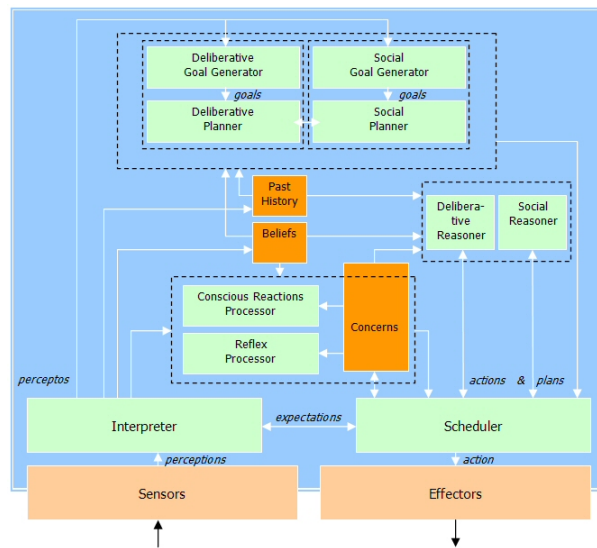 Deliberative
Goal Generator
Social
Goal Generator
goals
goals
Deliberative
Planner
Social
Planner
Past
History
Beliefs
Delibera-
tive
Reasoner
Social
Reasoner
Conscious Reactions
Processor
Reflex
Processor
Concerns
perceptos
actions & plans
Interpreter
expectations
Scheduler
perceptions
action
Sensors
Effectors